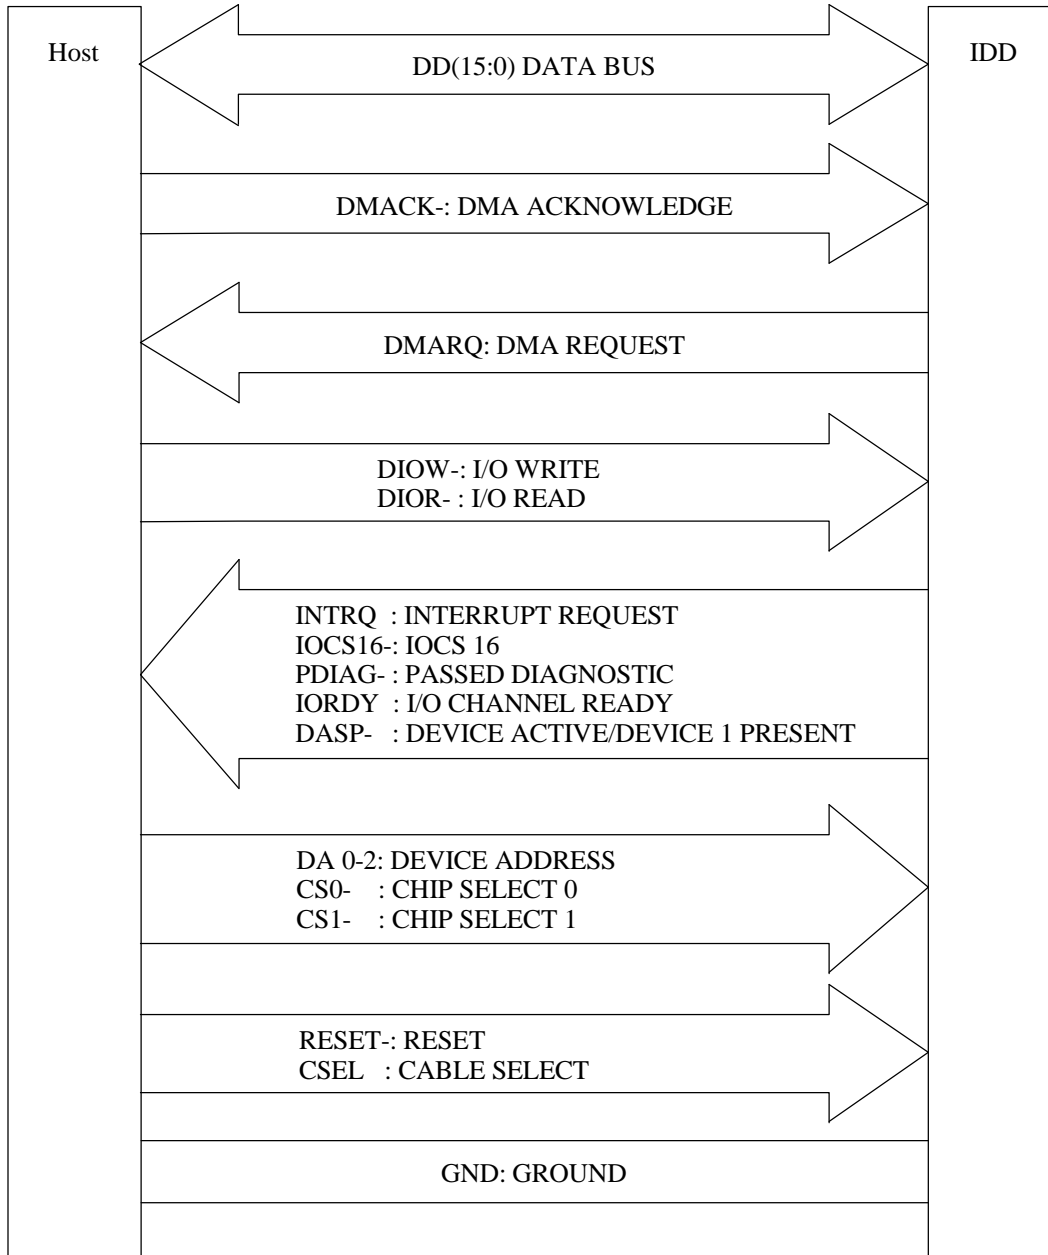 Host
IDD
DD(15:0) DATA BUS
DMACK-: DMA ACKNOWLEDGE
DMARQ: DMA REQUEST
DIOW-: I/O WRITE
DIOR- : I/O READ
INTRQ : INTERRUPT REQUEST
IOCS16-: IOCS 16
PDIAG- : PASSED DIAGNOSTIC
IORDY : I/O CHANNEL READY
DASP- : DEVICE ACTIVE/DEVICE 1 PRESENT
DA 0-2: DEVICE ADDRESS
CS0- : CHIP SELECT 0
CS1- : CHIP SELECT 1
RESET-: RESET
CSEL : CABLE SELECT
GND: GROUND